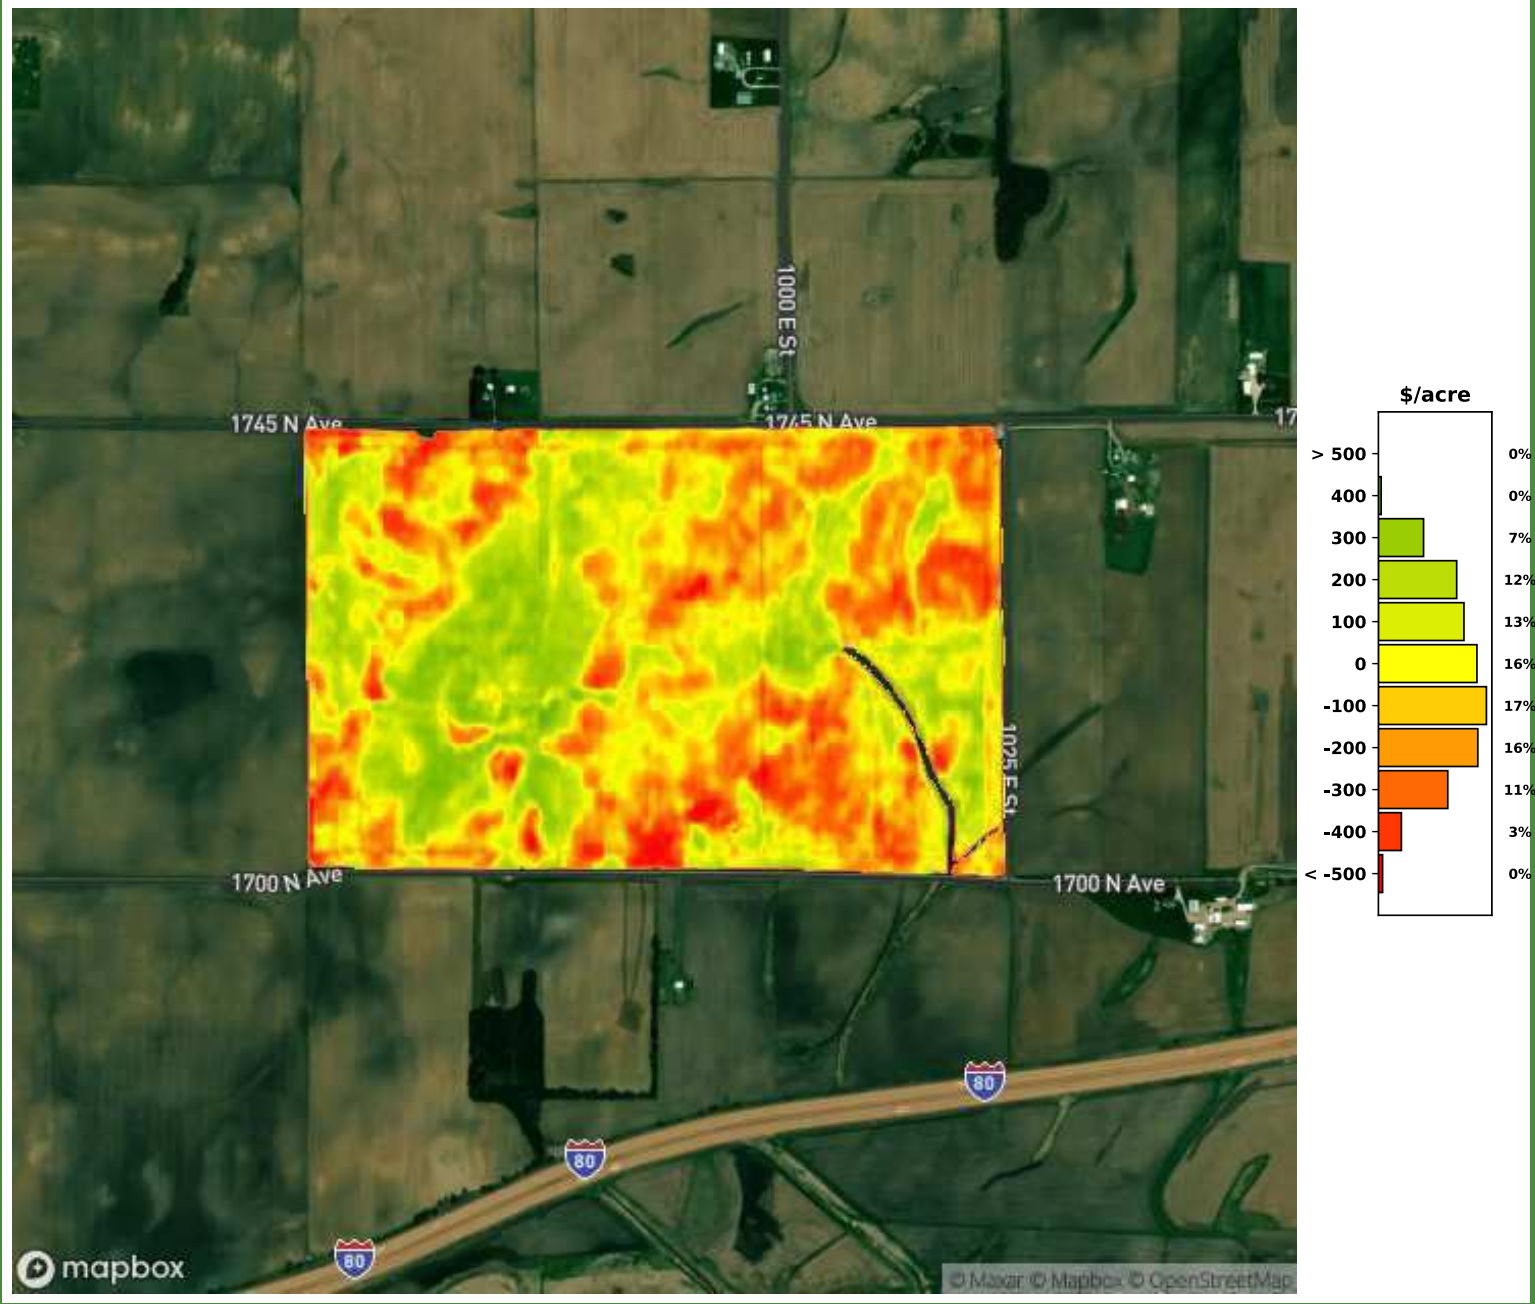 1000 E St
1745 N Ave
1745 N Ave
17
1025 E St
1700 N Ave
1700 N Ave
80
80
80
mapbox
© Maxar © Mapbox © OpenStreetMap
$/acre
> 500 0%
400 0%
300 7%
200 12%
100 13%
0 16%
-100 17%
-200 16%
-300 11%
-400 3%
< -500 0%